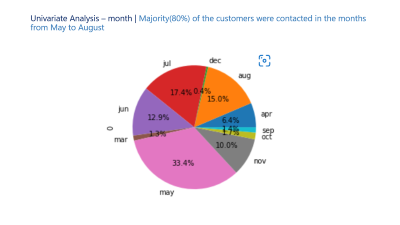 Univariate Analysis – month | Majority(80%) of the customers were contacted in the months
from May to August
jul
dec
aug
17.4%
0.4%
15.0%
jun
12.9%
apr
6.4%
0
mar
1.3%
sep
1.7%
oct
33.4%
10.0%
nov
may